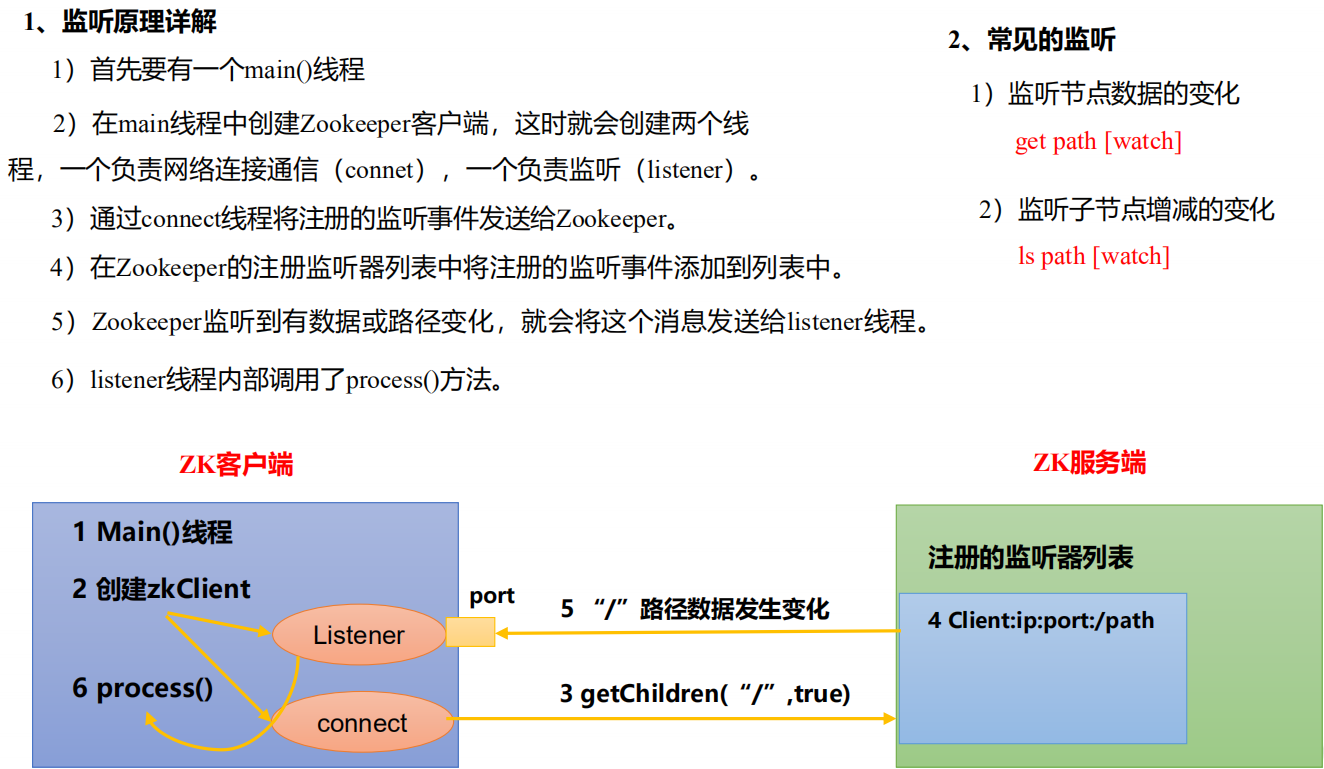 1、监听原理详解
1）首先要有一个main()线程
2）在main线程中创建Zookeeper客户端，这时就会创建两个线
程，一个负责网络连接通信（connet），一个负责监听（listener）。
3）通过connect线程将注册的监听事件发送给Zookeeper。
4）在Zookeeper的注册监听器列表中将注册的监听事件添加到列表中。
5）Zookeeper监听到有数据或路径变化，就会将这个消息发送给listener线程。
6）listener线程内部调用了process()方法。
2、常见的监听
1）监听节点数据的变化
get path [watch]
2）监听子节点增减的变化
ls path [watch]
ZK客户端
1 Main()线程
2 创建zkClient
Listener
6 process()
connect
port
5 “/”路径数据发生变化
3 getChildren(“/”,true)
ZK服务端
注册的监听器列表
4 Client:ip:port:/path